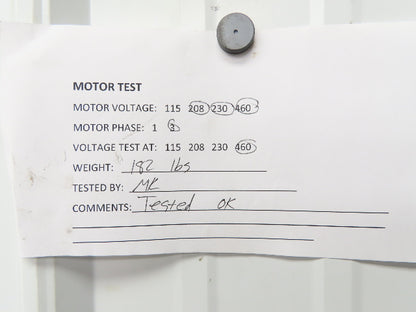 MOTOR TEST
MOTOR VOLTAGE: 115 208 230 460
MOTOR PHASE: 1 3
VOLTAGE TEST AT: 115 208 230 460
WEIGHT: 182 lbs
TESTED BY: MK
COMMENTS: Tested OK